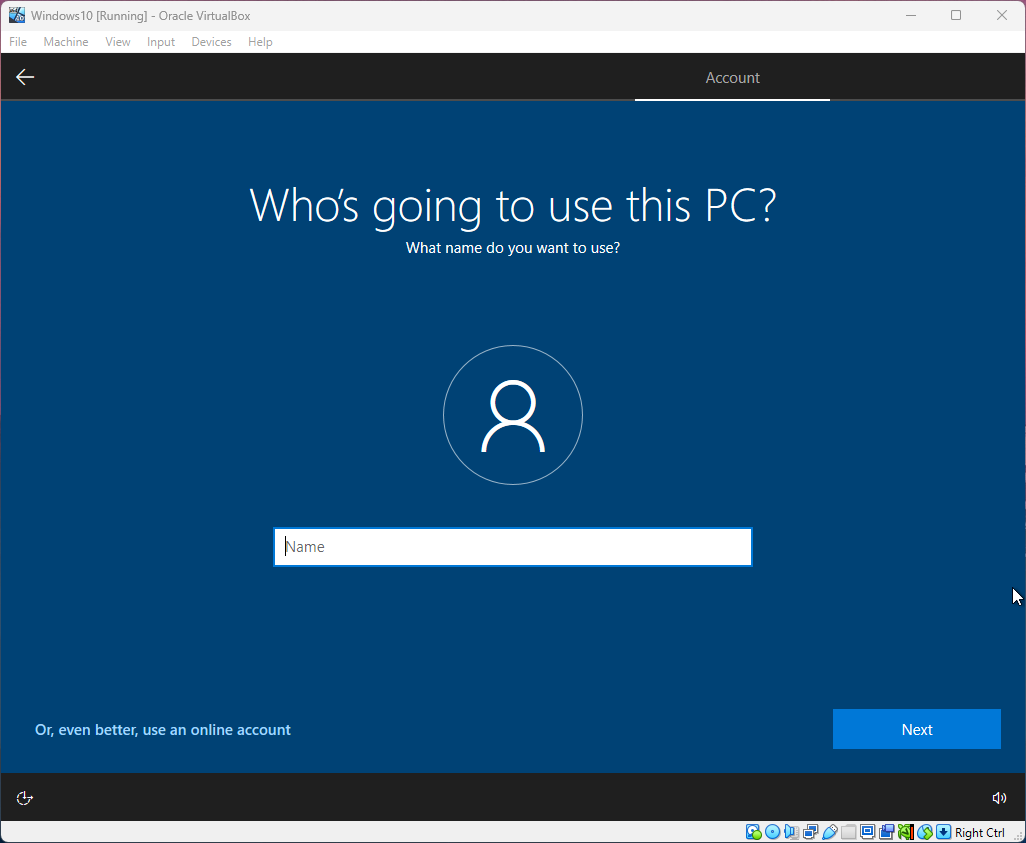 Windows10 [Running] - Oracle VirtualBox
File Machine View Input Devices Help
Account
Who's going to use this PC?
What name do you want to use?
Name
Or, even better, use an online account
Next
Right Ctrl